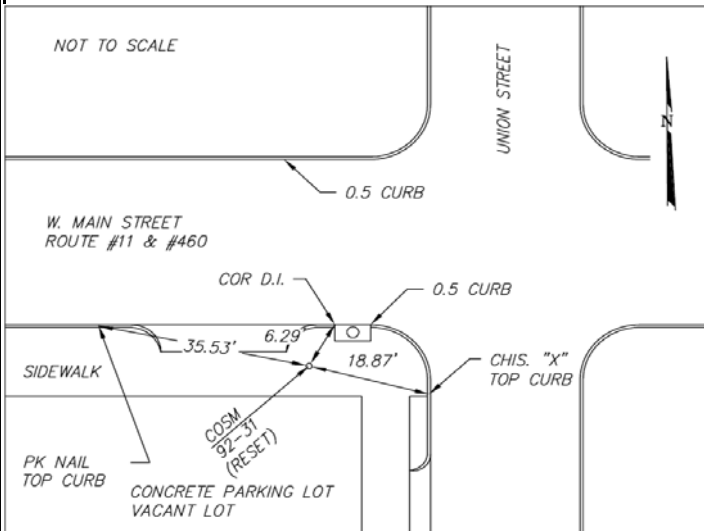 NOT TO SCALE
UNION STREET
N
0.5 CURB
W. MAIN STREET
ROUTE #11 & #460
COR D.I.
0.5 CURB
6.29'
35.53'
18.87'
CHIS. "X"
TOP CURB
SIDEWALK
COSM
92-31
(RESET)
PK NAIL
TOP CURB
CONCRETE PARKING LOT
VACANT LOT